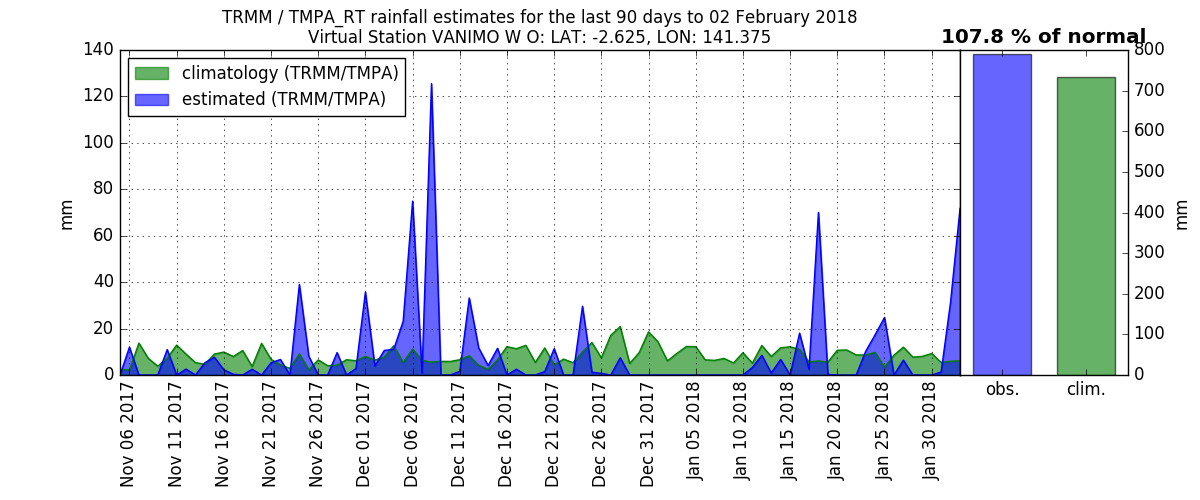 TRMM / TMPA_RT rainfall estimates for the last 90 days to 02 February 2018
Virtual Station VANIMO W O: LAT: -2.625, LON: 141.375
107.8 % of normal
climatology (TRMM/TMPA)
estimated (TRMM/TMPA)
140
120
100
80
60
40
20
0
mm
800
700
600
500
400
300
200
100
0
mm
Nov 06 2017
Nov 11 2017
Nov 16 2017
Nov 21 2017
Nov 26 2017
Dec 01 2017
Dec 06 2017
Dec 11 2017
Dec 16 2017
Dec 21 2017
Dec 26 2017
Dec 31 2017
Jan 05 2018
Jan 10 2018
Jan 15 2018
Jan 20 2018
Jan 25 2018
Jan 30 2018
obs.
clim.